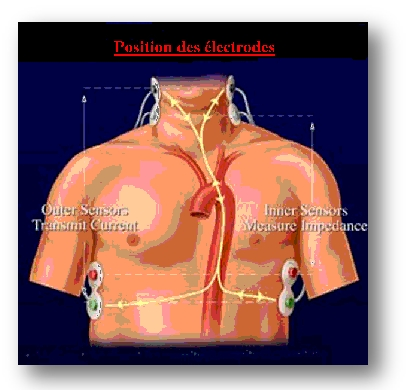 Position des électrodes
Outer Sensors
Transmit Current
Inner Sensors
Measure Impedance